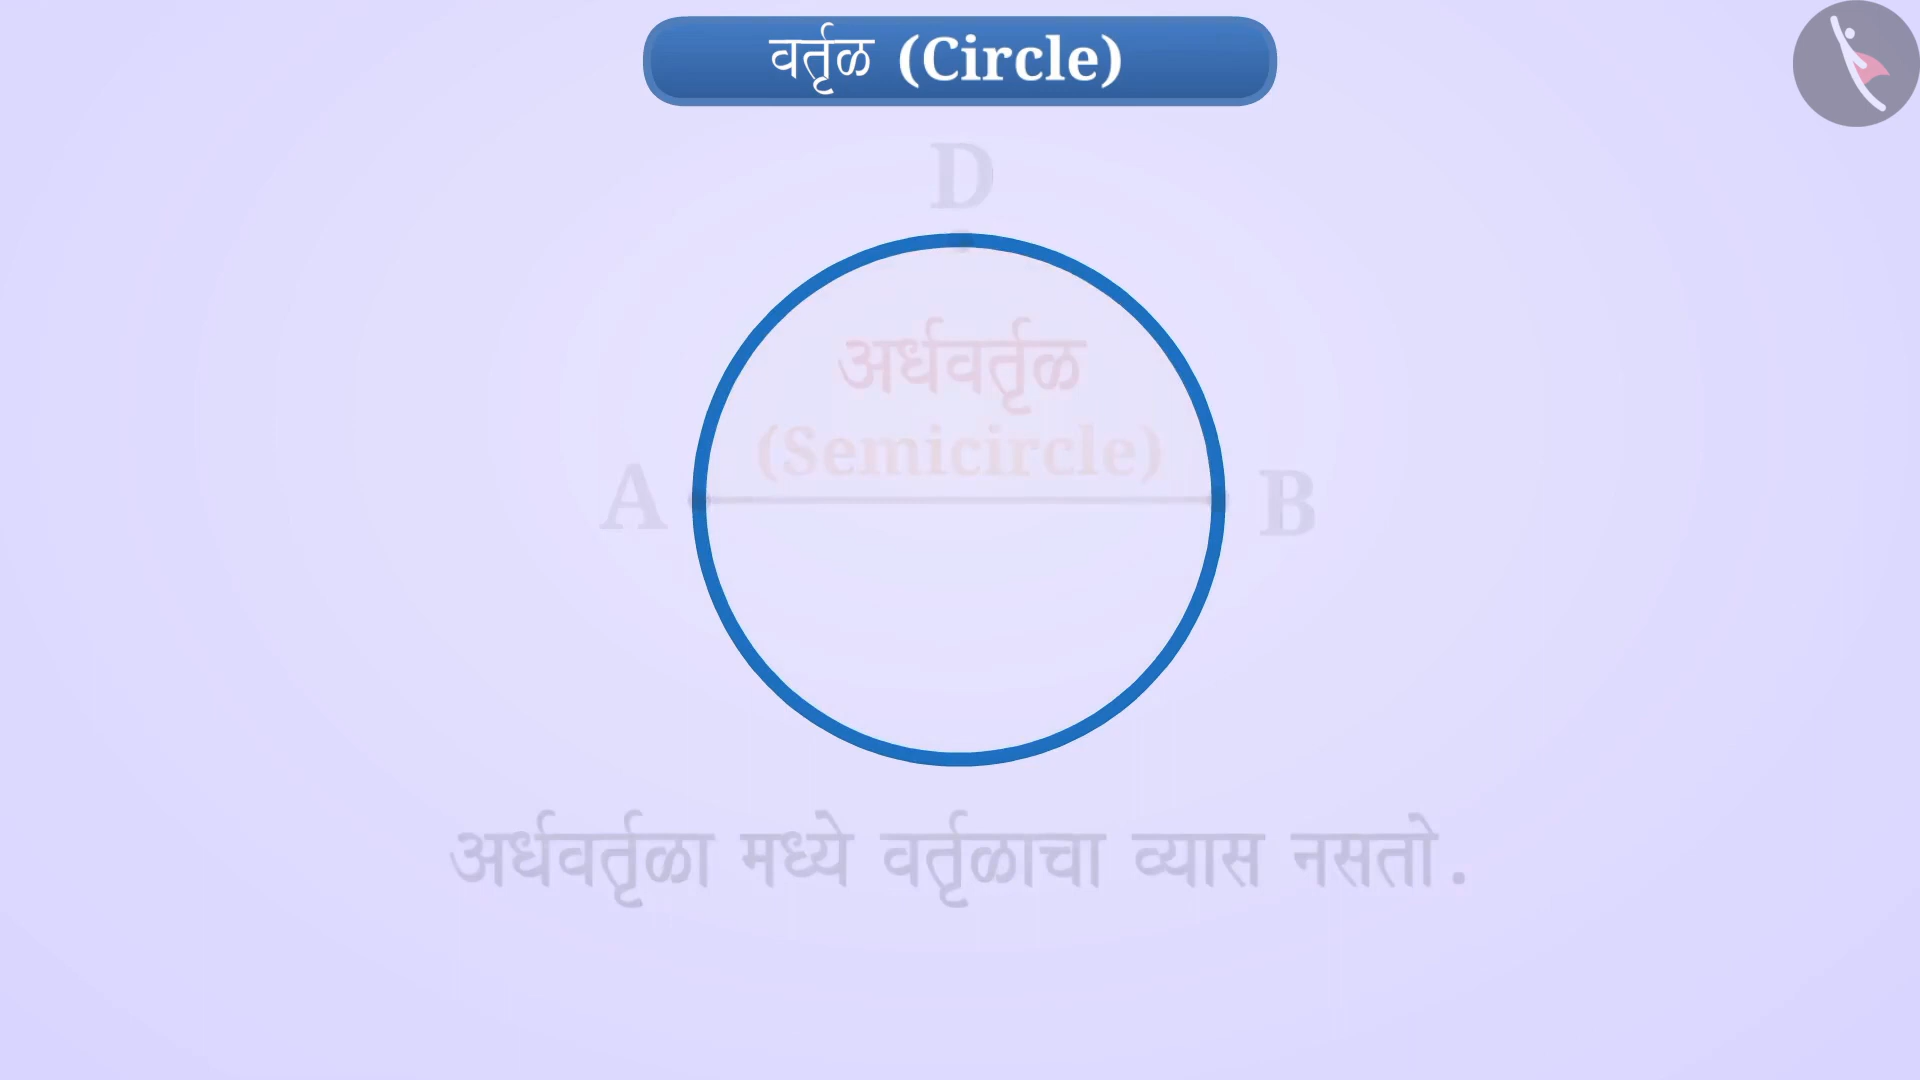 वर्तृळ (Circle)
D
अर्धवर्तृळ
(Semicircle)
A
B
अर्धवर्तृळा मध्ये वर्तृळाचा व्यास नसतो.